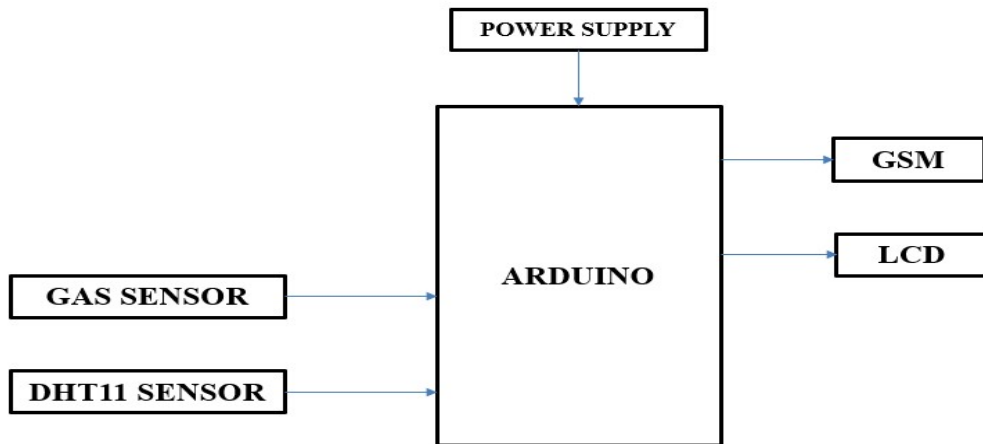 POWER SUPPLY
GSM
LCD
ARDUINO
GAS SENSOR
DHT11 SENSOR